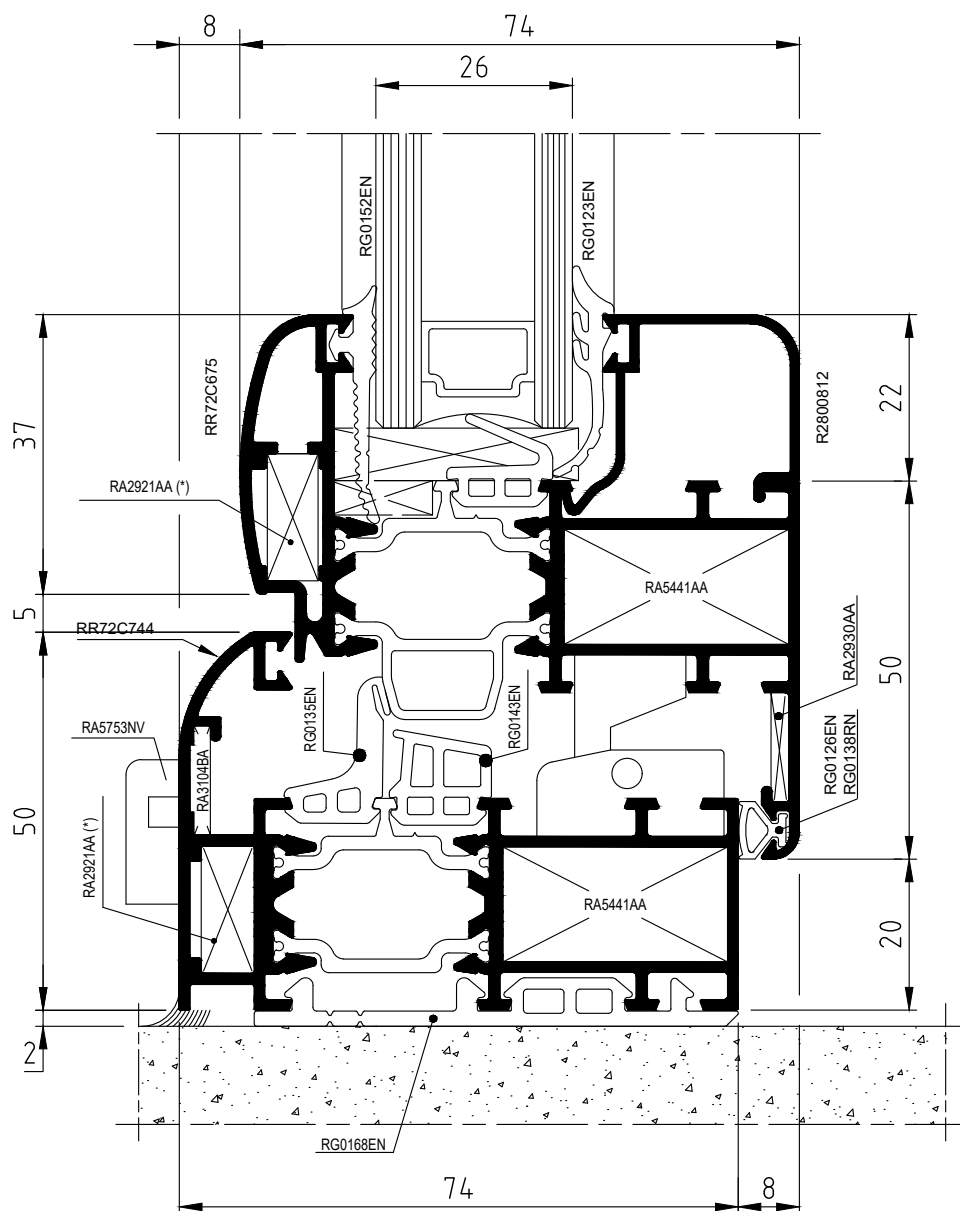 8
74
26
RG0152EN
RG0123EN
RR72C675
R2800812
37
22
RA2921AA (*)
5
RA5441AA
RR72C744
RA2930AA
50
RG0135EN
RG0143EN
RA5753NV
RA3104BA
RG0126EN
RG0138RN
50
RA2921AA (*)
RA5441AA
20
2
RG0168EN
74
8